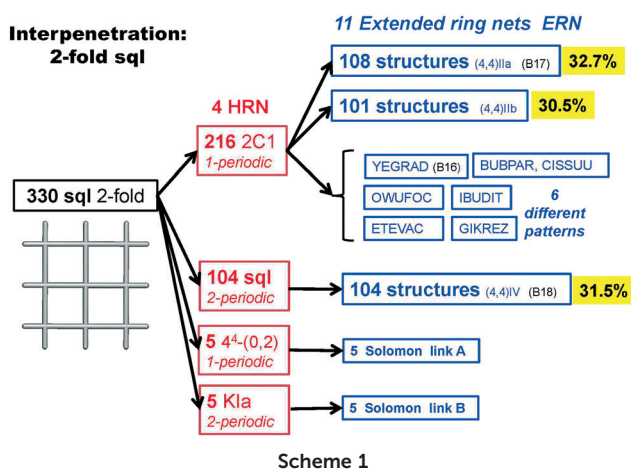 Interpenetration:
2-fold sql
11 Extended ring nets ERN
108 structures (4,4)IIa (B17)
32.7%
4 HRN
101 structures (4,4)IIb
30.5%
216 2C1
1-periodic
YEGRAD (B16)
BUBPAR, CISSUU
OWUFOC
IBUDIT
ETEVAC
GIKREZ
6
different
patterns
330 sql 2-fold
104 sql
2-periodic
104 structures (4,4)IV (B18)
31.5%
5 4⁴-(0,2)
1-periodic
5 Solomon link A
5 KIa
2-periodic
5 Solomon link B
Scheme 1